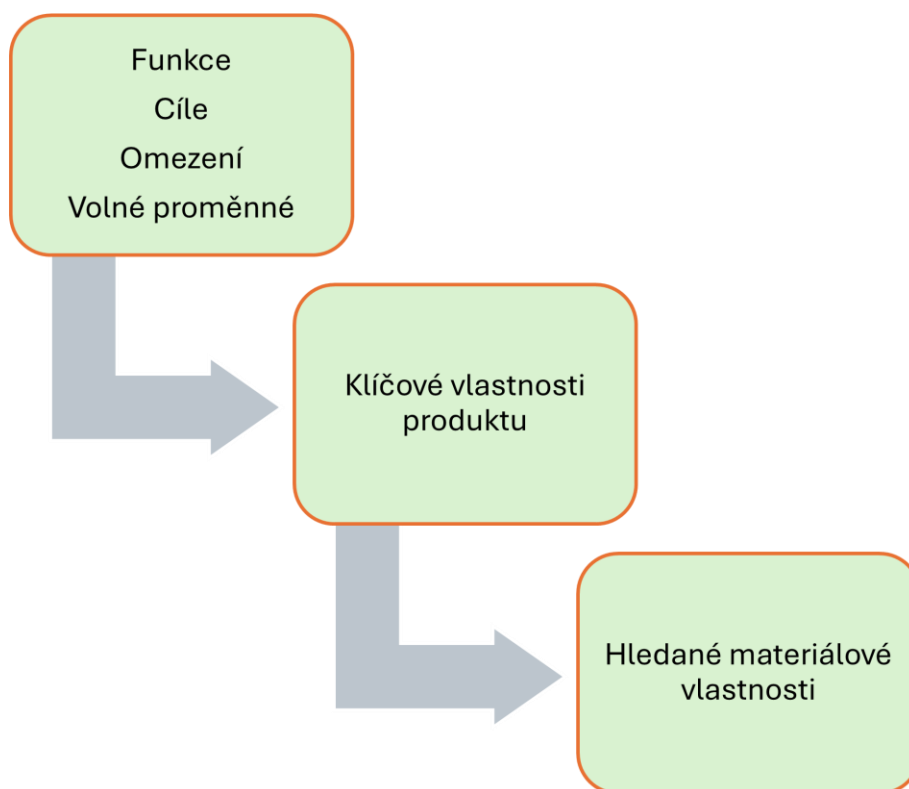 Funkce
Cíle
Omezení
Volné proměnné
Klíčové vlastnosti
produktu
Hledané materiálové
vlastnosti